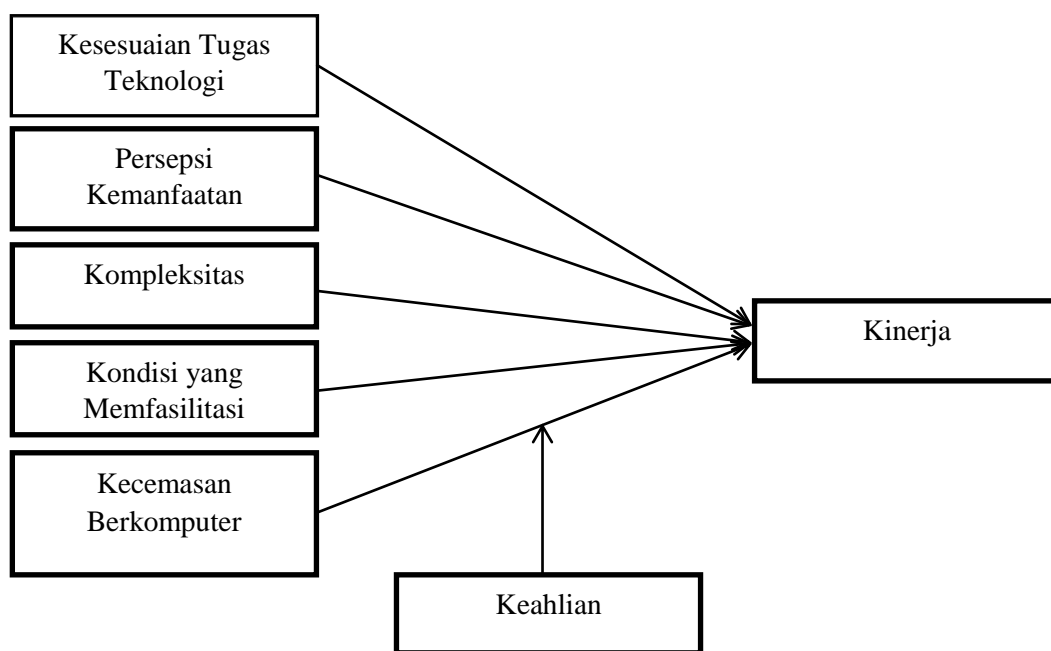 Kesesuaian Tugas
Teknologi
Persepsi
Kemanfaatan
Kompleksitas
Kondisi yang
Memfasilitasi
Kecemasan
Berkomputer
Kinerja
Keahlian